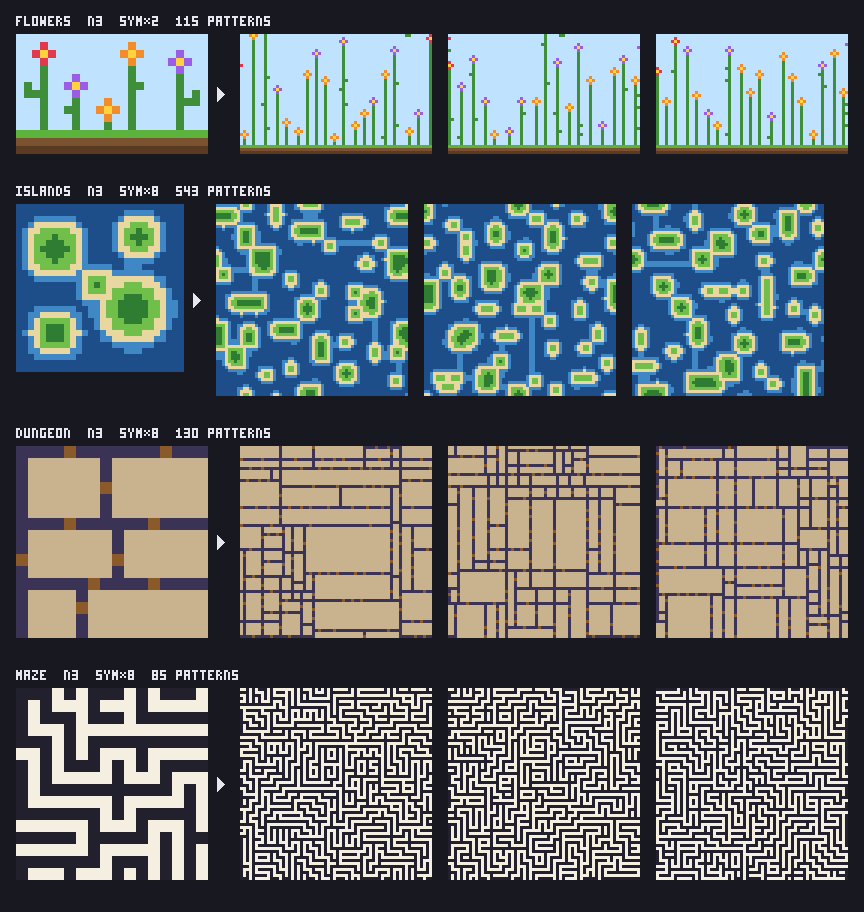 FLOWERS N3 SYM×2 115 PATTERNS
ISLANDS N3 SYM×8 543 PATTERNS
DUNGEON N3 SYM×8 130 PATTERNS
MAZE N3 SYM×8 85 PATTERNS